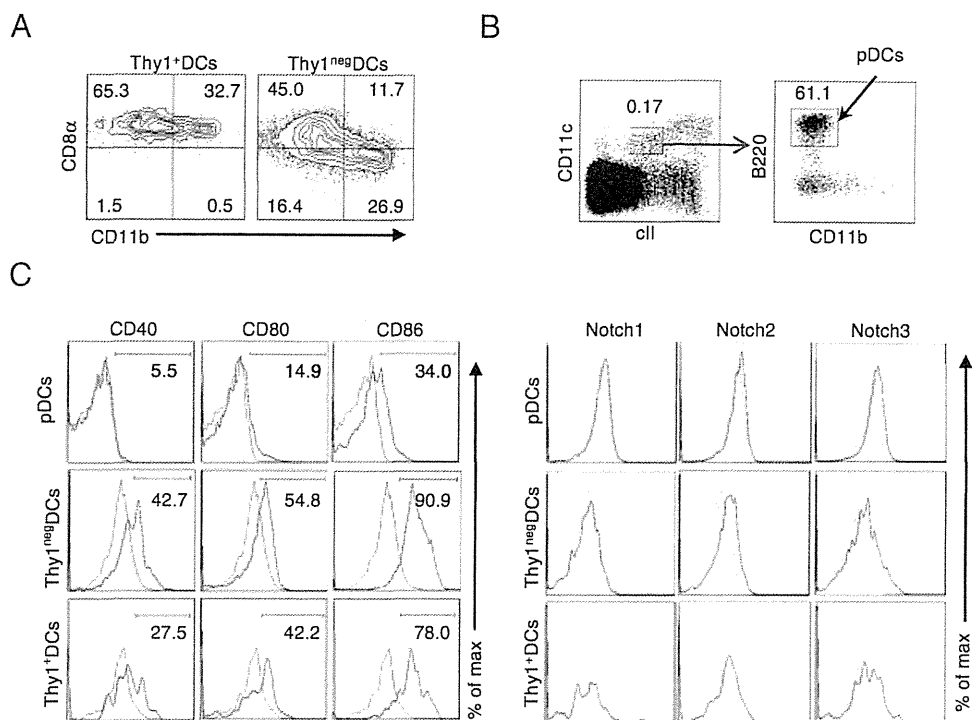 A
Thy1⁺DCs
Thy1ⁿᵉᵍDCs
65.3
32.7
1.5
0.5
45.0
11.7
16.4
26.9
CD8α
CD11b
B
pDCs
0.17
61.1
CD11c
cII
B220
CD11b
C
CD40
CD80
CD86
pDCs
5.5
14.9
34.0
Thy1ⁿᵉᵍDCs
42.7
54.8
90.9
Thy1⁺DCs
27.5
42.2
78.0
% of max
Notch1
Notch2
Notch3
pDCs
Thy1ⁿᵉᵍDCs
Thy1⁺DCs
% of max